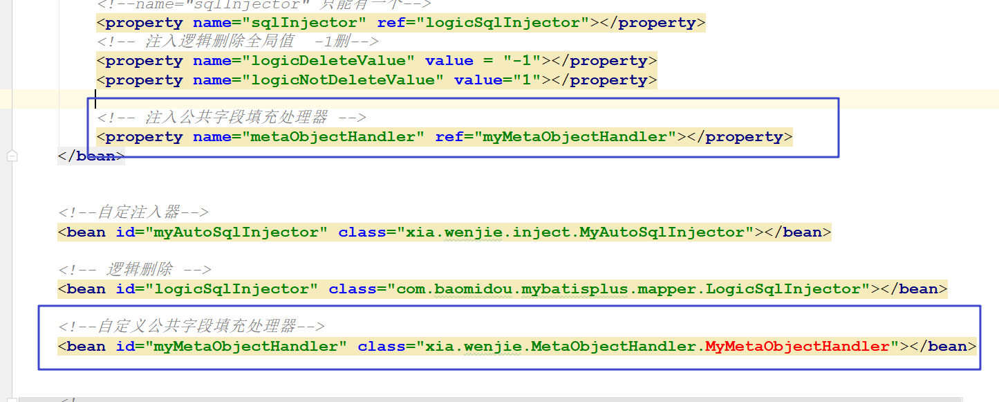 <!--name="sqlInjector" 只能有一个-->
<property name="sqlInjector" ref="logicSqlInjector"></property>
<!-- 注入逻辑删除全局值  -1删-->
<property name="logicDeleteValue" value = "-1"></property>
<property name="logicNotDeleteValue" value="1"></property>
<!-- 注入公共字段填充处理器 -->
<property name="metaObjectHandler" ref="myMetaObjectHandler"></property>
</bean>
<!--自定注入器-->
<bean id="myAutoSqlInjector" class="xia.wenjie.inject.MyAutoSqlInjector"></bean>
<!-- 逻辑删除 -->
<bean id="logicSqlInjector" class="com.baomidou.mybatisplus.mapper.LogicSqlInjector"></bean>
<!--自定义公共字段填充处理器-->
<bean id="myMetaObjectHandler" class="xia.wenjie.MetaObjectHandler.MyMetaObjectHandler"></bean>